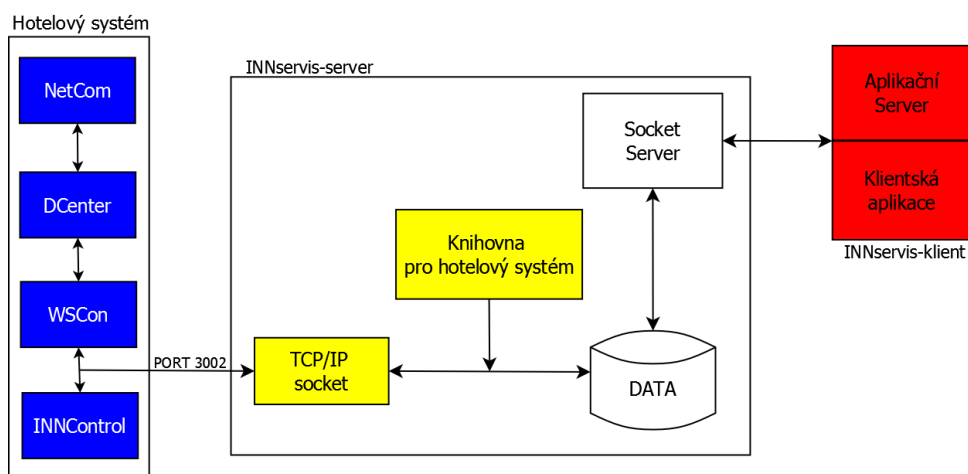 Hotelový systém
NetCom
DCenter
WSCon
INNControl
PORT 3002
INNservis-server
TCP/IP
socket
Knihovna
pro hotelový systém
Socket
Server
DATA
Aplikační
Server
Klientská
aplikace
INNservis-klient